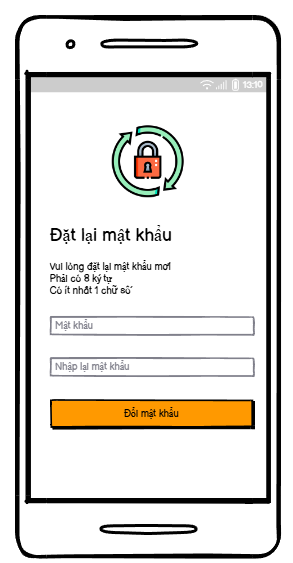 13:10
Đặt lại mật khẩu
Vui lòng đặt lại mật khẩu mới
Phải có 8 ký tự
Có ít nhất 1 chữ số
Mật khẩu
Nhập lại mật khẩu
Đổi mật khẩu